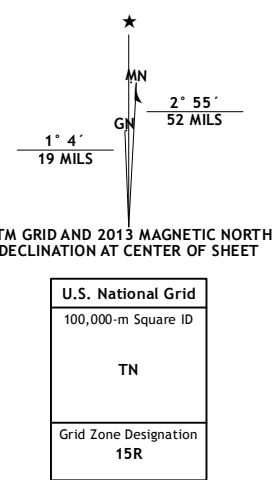 ★
MN
GN
2° 55´
52 MILS
1° 4´
19 MILS
TM GRID AND 2013 MAGNETIC NORTH
DECLINATION AT CENTER OF SHEET
U.S. National Grid
100,000-m Square ID
TN
Grid Zone Designation
15R